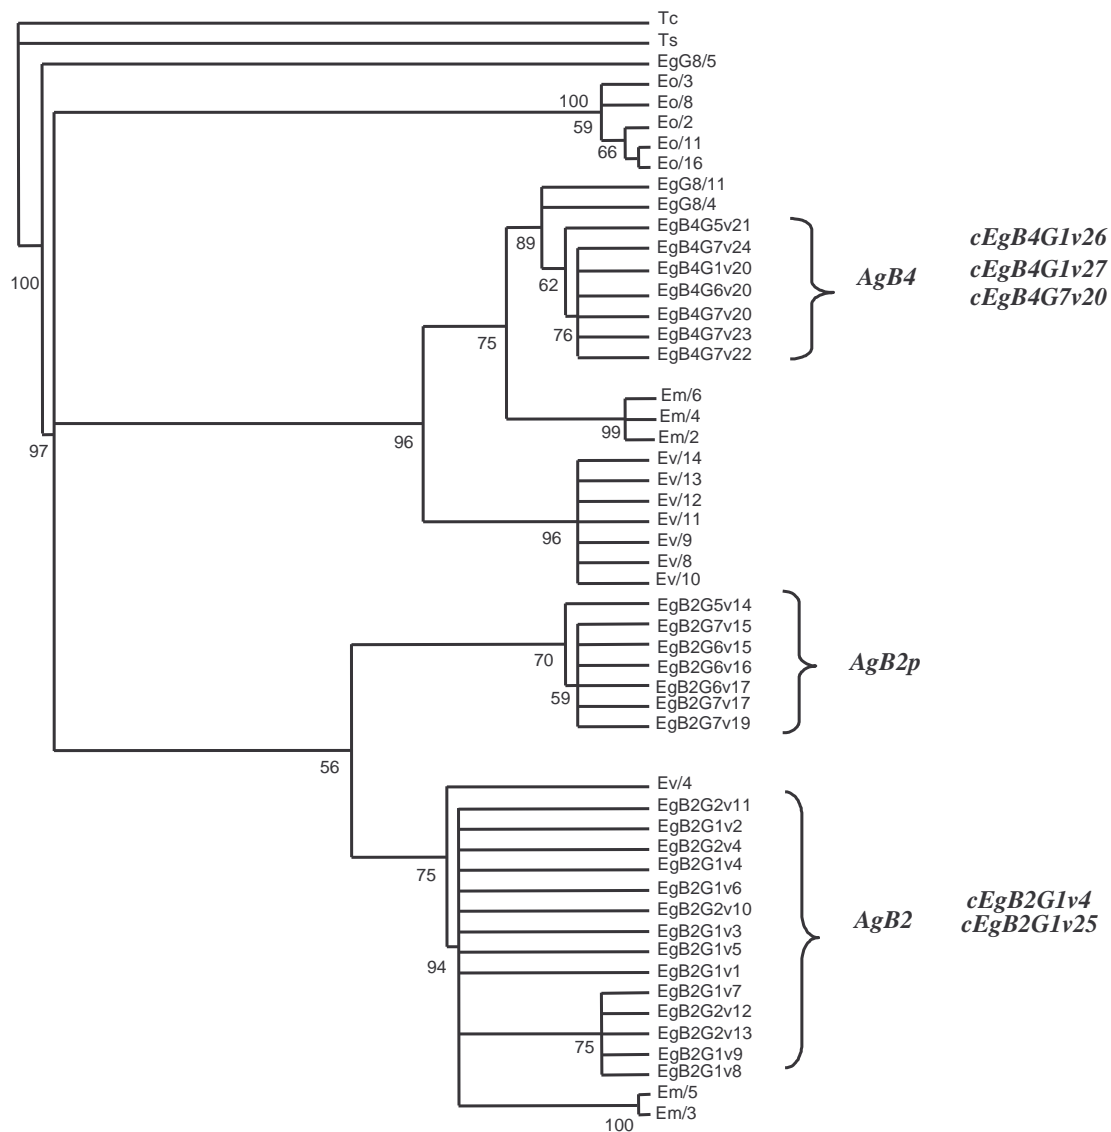 Tc
Ts
EgG8/5
Eo/3
100
Eo/8
59
Eo/2
66
Eo/11
Eo/16
EgG8/11
EgG8/4
EgB4G5v21
89
EgB4G7v24
EgB4G1v20
62
EgB4G6v20
EgB4G7v20
76
EgB4G7v23
EgB4G7v22
AgB4
cEgB4G1v26
cEgB4G1v27
cEgB4G7v20
100
75
Em/6
Em/4
99
Em/2
97
96
Ev/14
Ev/13
Ev/12
Ev/11
96
Ev/9
Ev/8
Ev/10
EgB2G5v14
EgB2G7v15
EgB2G6v15
70
EgB2G6v16
EgB2G6v17
59
EgB2G7v17
EgB2G7v19
AgB2p
56
Ev/4
EgB2G2v11
EgB2G1v2
EgB2G2v4
EgB2G1v4
75
EgB2G1v6
EgB2G2v10
EgB2G1v3
EgB2G1v5
94
EgB2G1v1
EgB2G1v7
EgB2G2v12
EgB2G2v13
75
EgB2G1v9
EgB2G1v8
AgB2
cEgB2G1v4
cEgB2G1v25
Em/5
Em/3
100